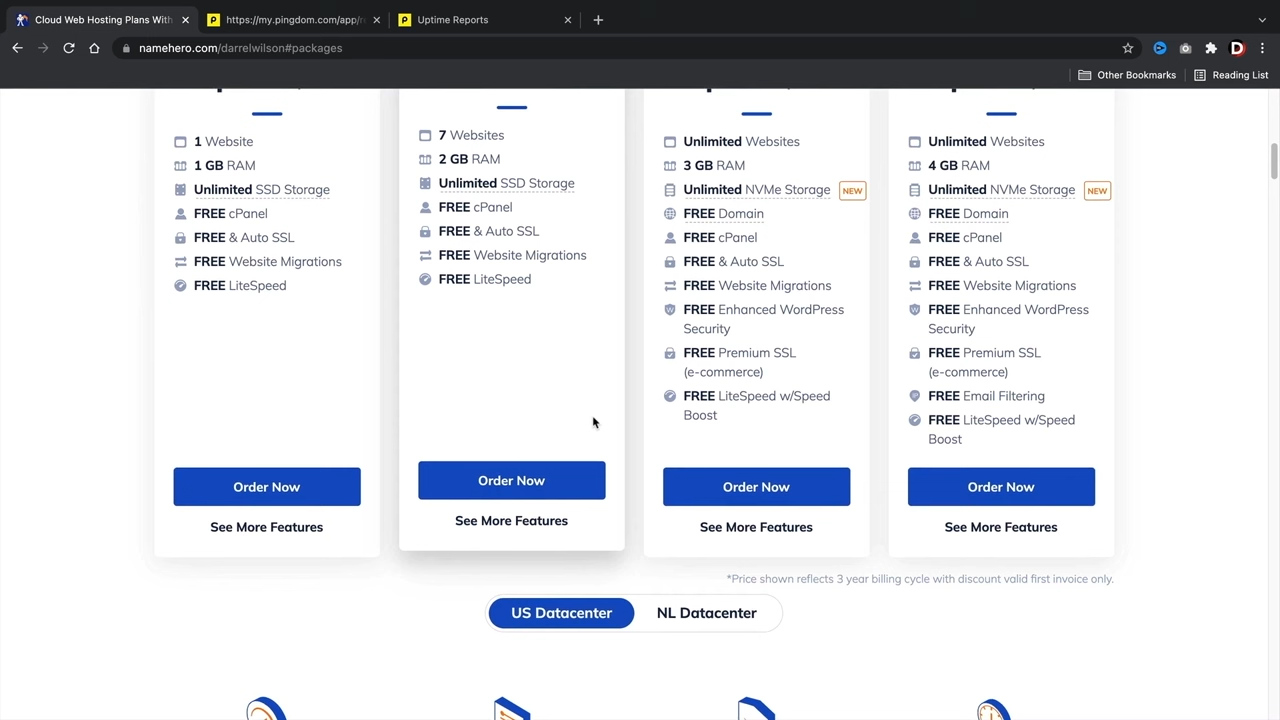 Cloud Web Hosting Plans With
https://my.pingdom.com/app/re
Uptime Reports
namehero.com/darrelwilson#packages
D
Other Bookmarks
Reading List
1 Website
1 GB RAM
Unlimited SSD Storage
FREE cPanel
FREE & Auto SSL
FREE Website Migrations
FREE LiteSpeed
Order Now
See More Features
7 Websites
2 GB RAM
Unlimited SSD Storage
FREE cPanel
FREE & Auto SSL
FREE Website Migrations
FREE LiteSpeed
Order Now
See More Features
Unlimited Websites
3 GB RAM
Unlimited NVMe Storage NEW
FREE Domain
FREE cPanel
FREE & Auto SSL
FREE Website Migrations
FREE Enhanced WordPress
Security
FREE Premium SSL
(e-commerce)
FREE LiteSpeed w/Speed
Boost
Order Now
See More Features
Unlimited Websites
4 GB RAM
Unlimited NVMe Storage NEW
FREE Domain
FREE cPanel
FREE & Auto SSL
FREE Website Migrations
FREE Enhanced WordPress
Security
FREE Premium SSL
(e-commerce)
FREE Email Filtering
FREE LiteSpeed w/Speed
Boost
Order Now
See More Features
*Price shown reflects 3 year billing cycle with discount valid first invoice only.
US Datacenter
NL Datacenter